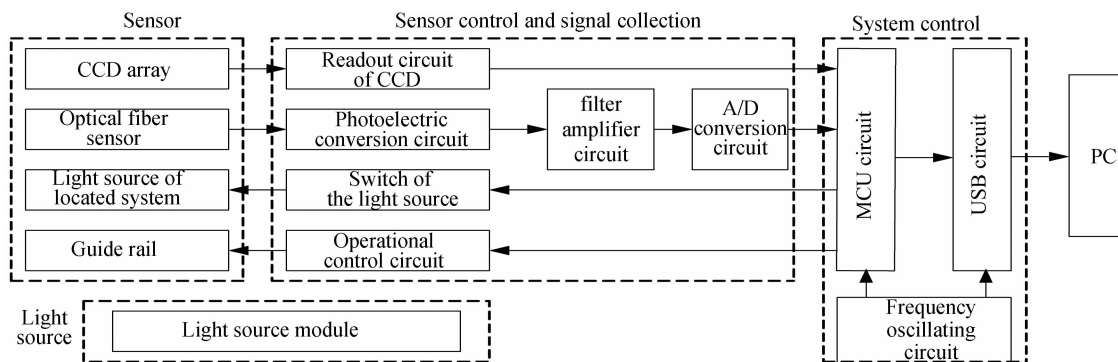 Sensor
Sensor control and signal collection
System control
CCD array
Readout circuit
of CCD
Optical fiber
sensor
Photoelectric
conversion circuit
filter
amplifier
circuit
A/D
conversion
circuit
Light source of
located system
Switch of
the light source
Guide rail
Operational
control circuit
MCU circuit
USB circuit
PC
Frequency
oscillating
circuit
Light
source
Light source module